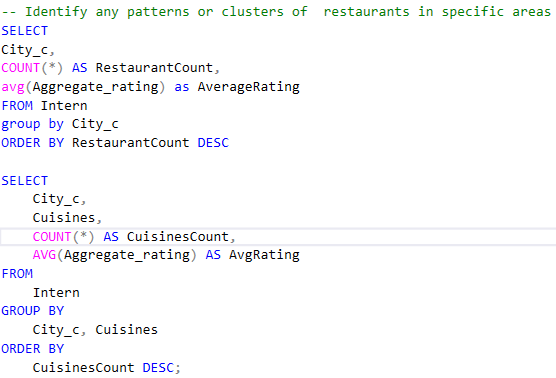 -- Identify any patterns or clusters of  restaurants in specific areas
SELECT
City_c,
COUNT(*) AS RestaurantCount,
avg(Aggregate_rating) as AverageRating
FROM Intern
group by City_c
ORDER BY RestaurantCount DESC

SELECT
    City_c,
    Cuisines,
    COUNT(*) AS CuisinesCount,
    AVG(Aggregate_rating) AS AvgRating
FROM
    Intern
GROUP BY
    City_c, Cuisines
ORDER BY
    CuisinesCount DESC;